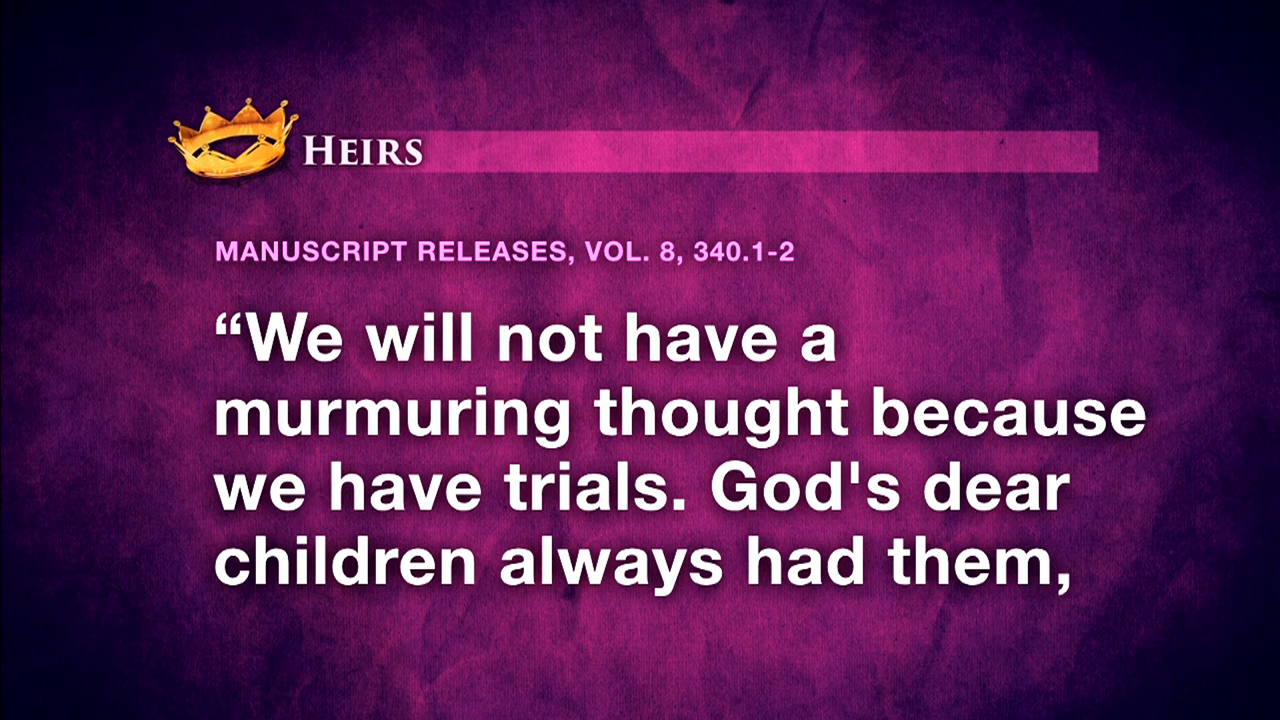 Heirs
MANUSCRIPT RELEASES, VOL. 8, 340.1-2
“We will not have a
murmuring thought because
we have trials. God's dear
children always had them,